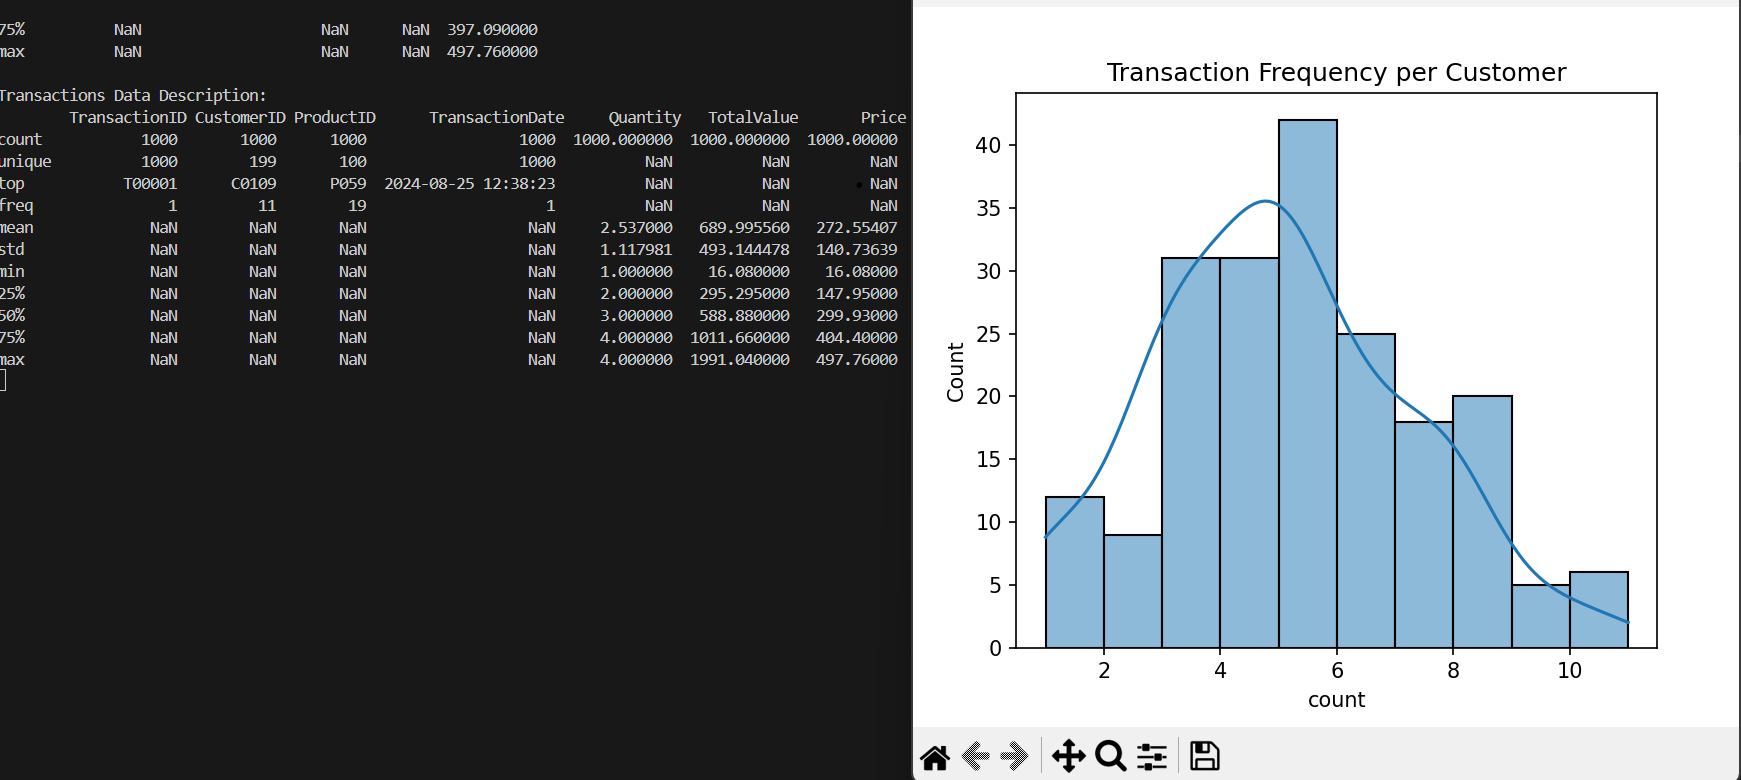 75% NaN NaN NaN 397.090000
max NaN NaN NaN 497.760000
Transactions Data Description:
TransactionID CustomerID ProductID TransactionDate Quantity TotalValue Price
count 1000 1000 1000 1000 1000.000000 1000.000000 1000.00000
unique 1000 199 100 1000 NaN NaN NaN
top T00001 C0109 P059 2024-08-25 12:38:23 NaN NaN NaN
freq 1 11 19 1 NaN NaN NaN
mean NaN NaN NaN NaN 2.537000 689.995560 272.55407
std NaN NaN NaN NaN 1.117981 493.144478 140.73639
min NaN NaN NaN NaN 1.000000 16.080000 16.08000
25% NaN NaN NaN NaN 2.000000 295.295000 147.95000
50% NaN NaN NaN NaN 3.000000 588.880000 299.93000
75% NaN NaN NaN NaN 4.000000 1011.660000 404.40000
max NaN NaN NaN NaN 4.000000 1991.040000 497.76000
Transaction Frequency per Customer
40
35
30
25
20
15
10
5
0
Count
2 4 6 8 10
count